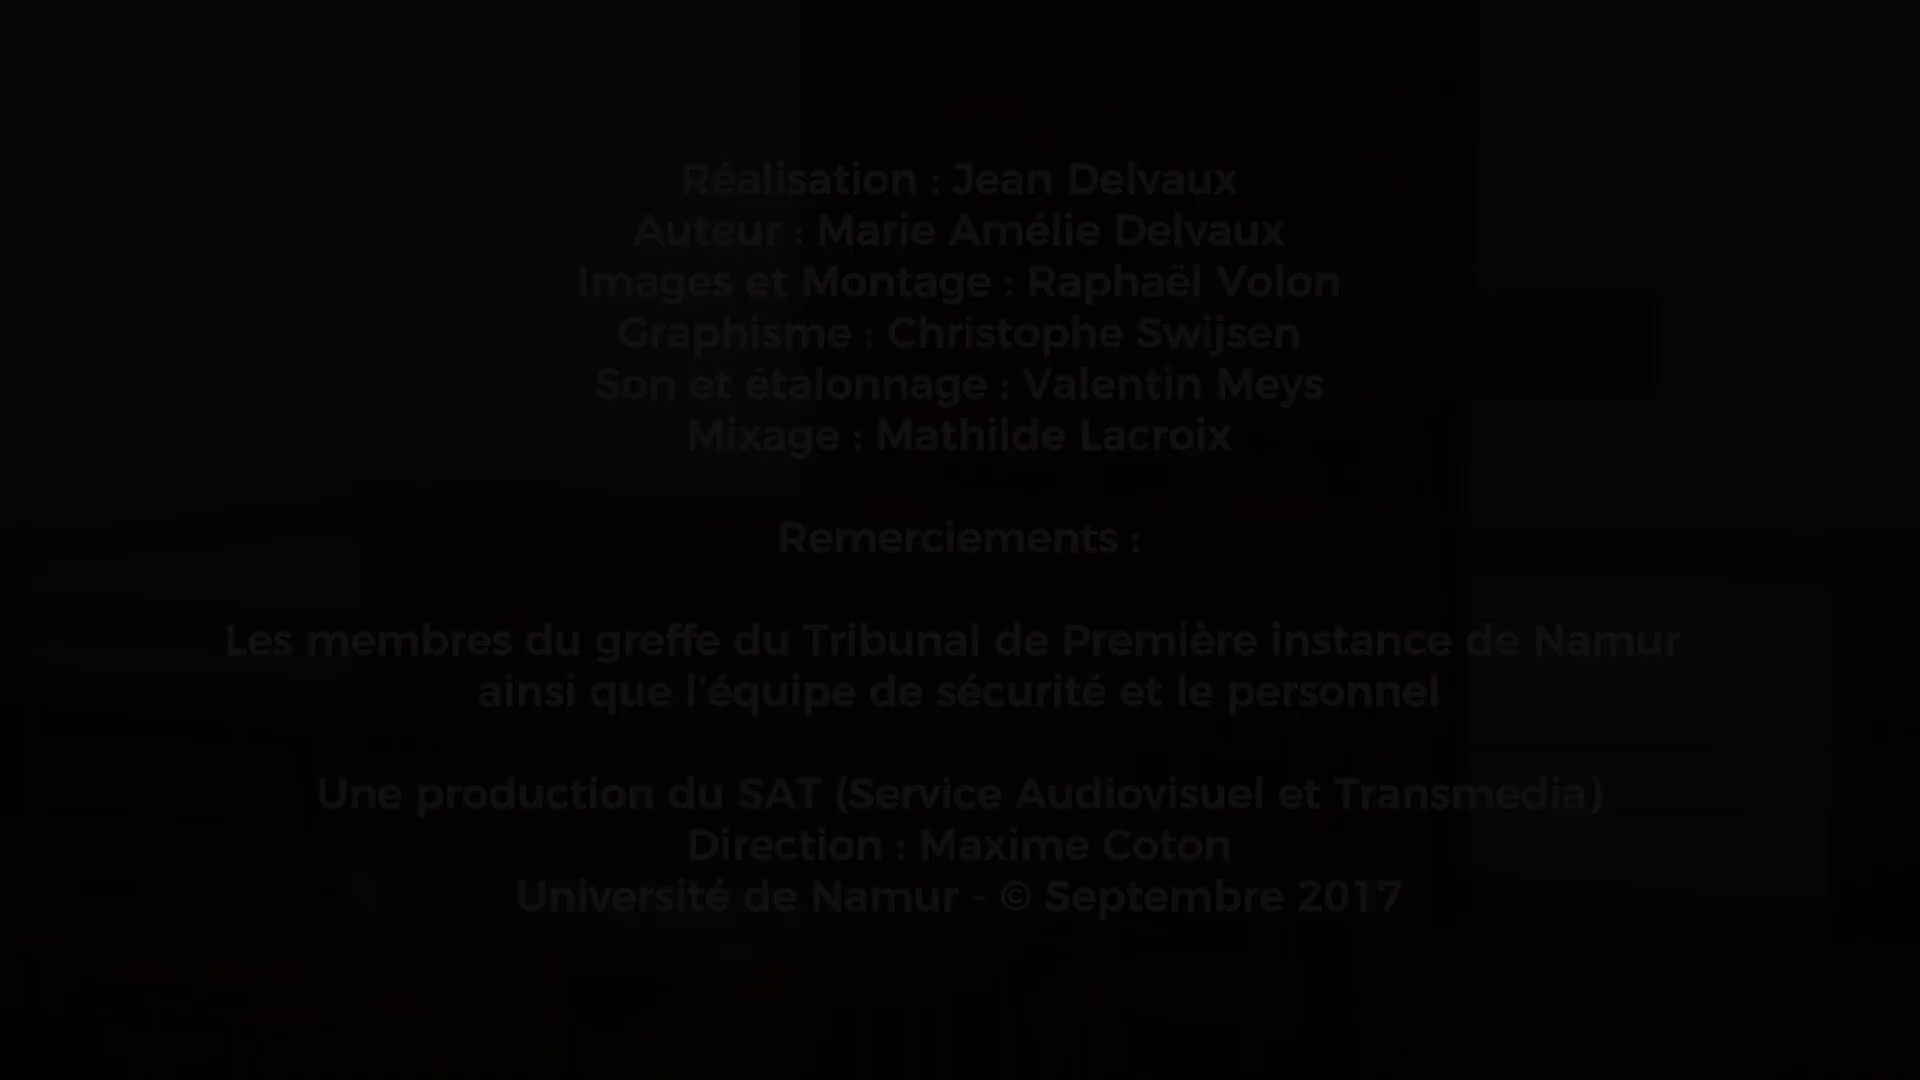 Réalisation : Jean Delvaux
Auteur : Marie Amélie Delvaux
Images et Montage : Raphaël Volon
Graphisme : Christophe Swijsen
Son et étalonnage : Valentin Meys
Mixage : Mathilde Lacroix
Remerciements :
Les membres du greffe du Tribunal de Première instance de Namur
ainsi que l'équipe de sécurité et le personnel
Une production du SAT (Service Audiovisuel et Transmedia)
Direction : Maxime Coton
Université de Namur - © Septembre 2017